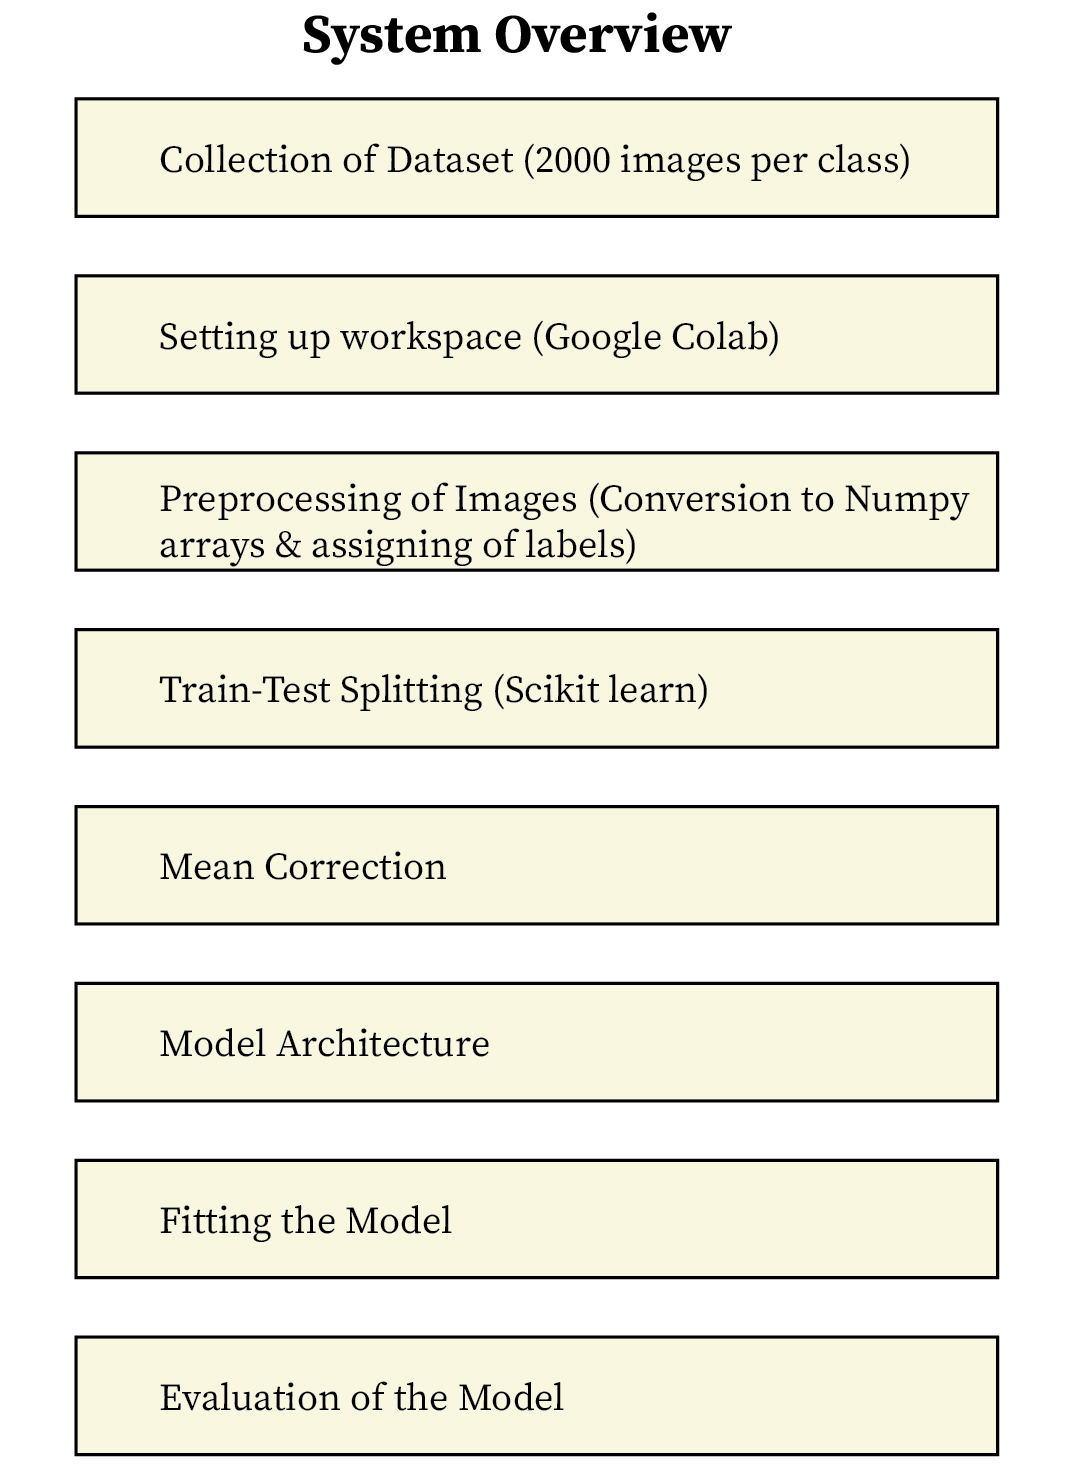 System Overview
Collection of Dataset (2000 images per class)
Setting up workspace (Google Colab)
Preprocessing of Images (Conversion to Numpy
arrays & assigning of labels)
Train-Test Splitting (Scikit learn)
Mean Correction
Model Architecture
Fitting the Model
Evaluation of the Model